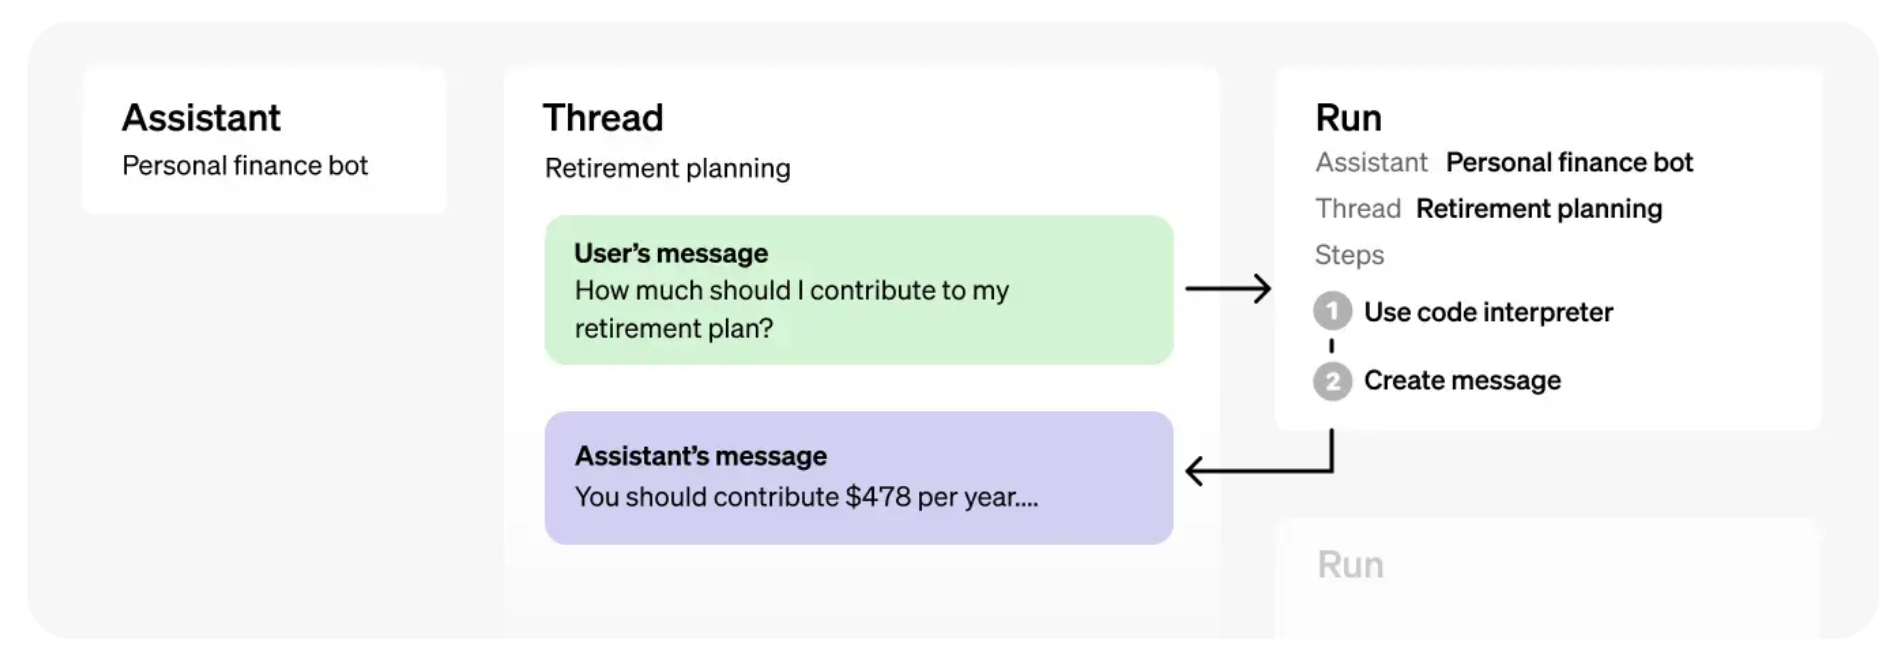 Assistant
Personal finance bot
Thread
Retirement planning
User’s message
How much should I contribute to my
retirement plan?
Assistant’s message
You should contribute $478 per year....
Run
Assistant Personal finance bot
Thread Retirement planning
Steps
1 Use code interpreter
2 Create message
Run